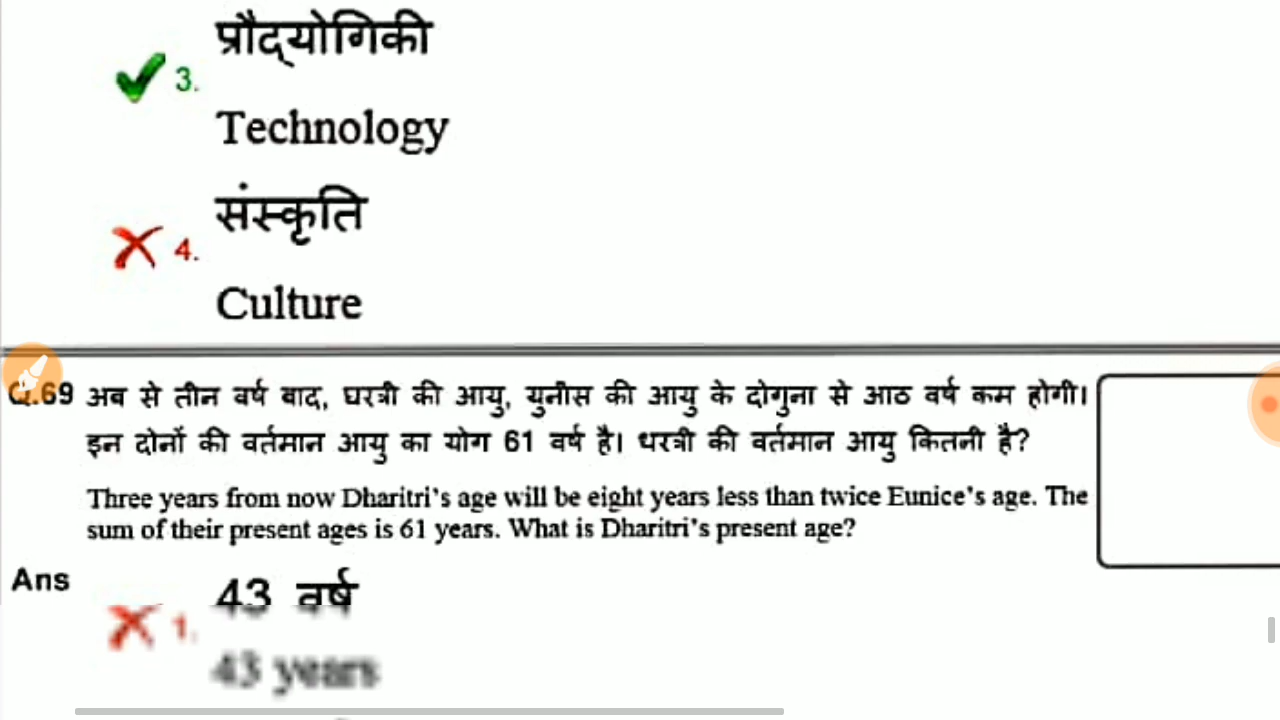 प्रौद्योगिकी
3.
Technology
संस्कृति
4.
Culture
Q.69 अब से तीन वर्ष बाद, घरत्री की आयु, युनीस की आयु के दोगुना से आठ वर्ष कम होगी।
इन दोनों की वर्तमान आयु का योग 61 वर्ष है। धरत्री की वर्तमान आयु कितनी है?
Three years from now Dharitri's age will be eight years less than twice Eunice's age. The
sum of their present ages is 61 years. What is Dharitri's present age?
Ans
43 वर्ष
1.
43 years